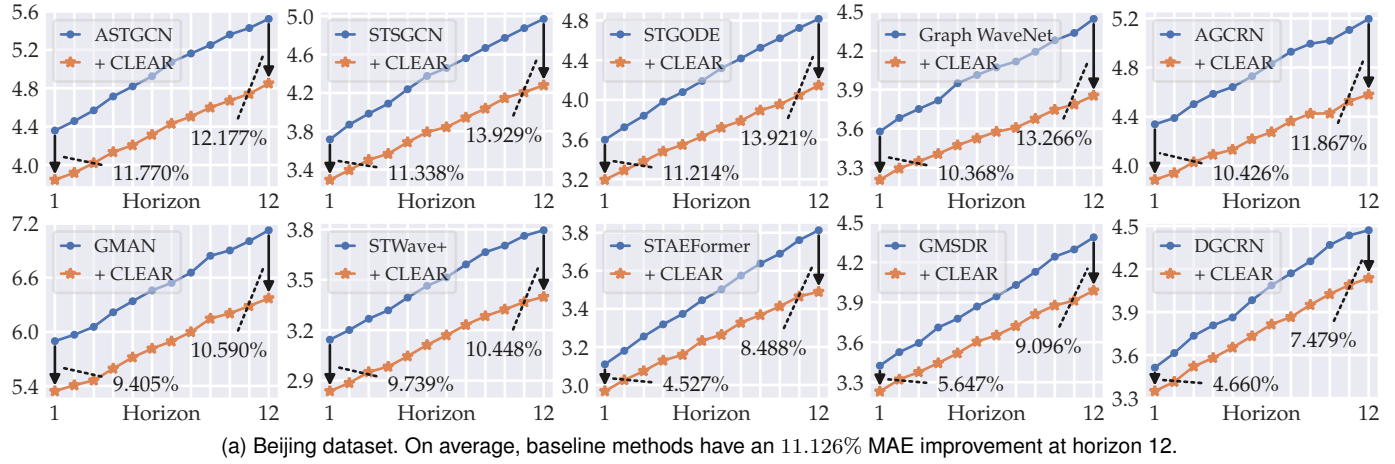 5.6
5.2
4.8
4.4
4.0
ASTGCN
+ CLEAR
12.177%
11.770%
1 Horizon 12
5.0
4.6
4.2
3.8
3.4
STSGCN
+ CLEAR
13.929%
11.338%
1 Horizon 12
4.8
4.4
4.0
3.6
3.2
STGODE
+ CLEAR
13.921%
11.214%
1 Horizon 12
4.5
4.2
3.9
3.6
3.3
Graph WaveNet
+ CLEAR
13.266%
10.368%
1 Horizon 12
5.2
4.8
4.4
4.0
AGCRN
+ CLEAR
11.867%
10.426%
1 Horizon 12
7.2
6.6
6.0
5.4
GMAN
+ CLEAR
10.590%
9.405%
1 Horizon 12
3.8
3.5
3.2
2.9
STWave+
+ CLEAR
10.448%
9.739%
1 Horizon 12
3.8
3.6
3.4
3.1
3.0
STAEFormer
+ CLEAR
8.488%
4.527%
1 Horizon 12
4.5
4.2
3.9
3.6
3.3
GMSDR
+ CLEAR
9.096%
5.647%
1 Horizon 12
4.5
4.2
3.9
3.6
3.3
DGCRN
+ CLEAR
7.479%
4.660%
1 Horizon 12
(a) Beijing dataset. On average, baseline methods have an 11.126% MAE improvement at horizon 12.